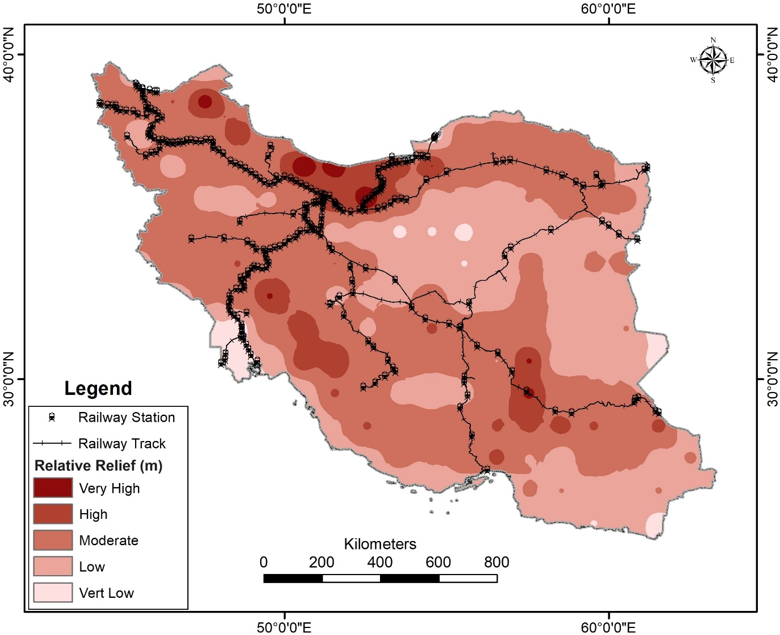 50°0'0"E 60°0'0"E
40°0'0"N 40°0'0"N
N
W E
S
30°0'0"N 30°0'0"N
Legend
Railway Station
Railway Track
Relative Relief (m)
Very High
High
Moderate
Low
Vert Low
Kilometers
0 200 400 600 800
50°0'0"E 60°0'0"E